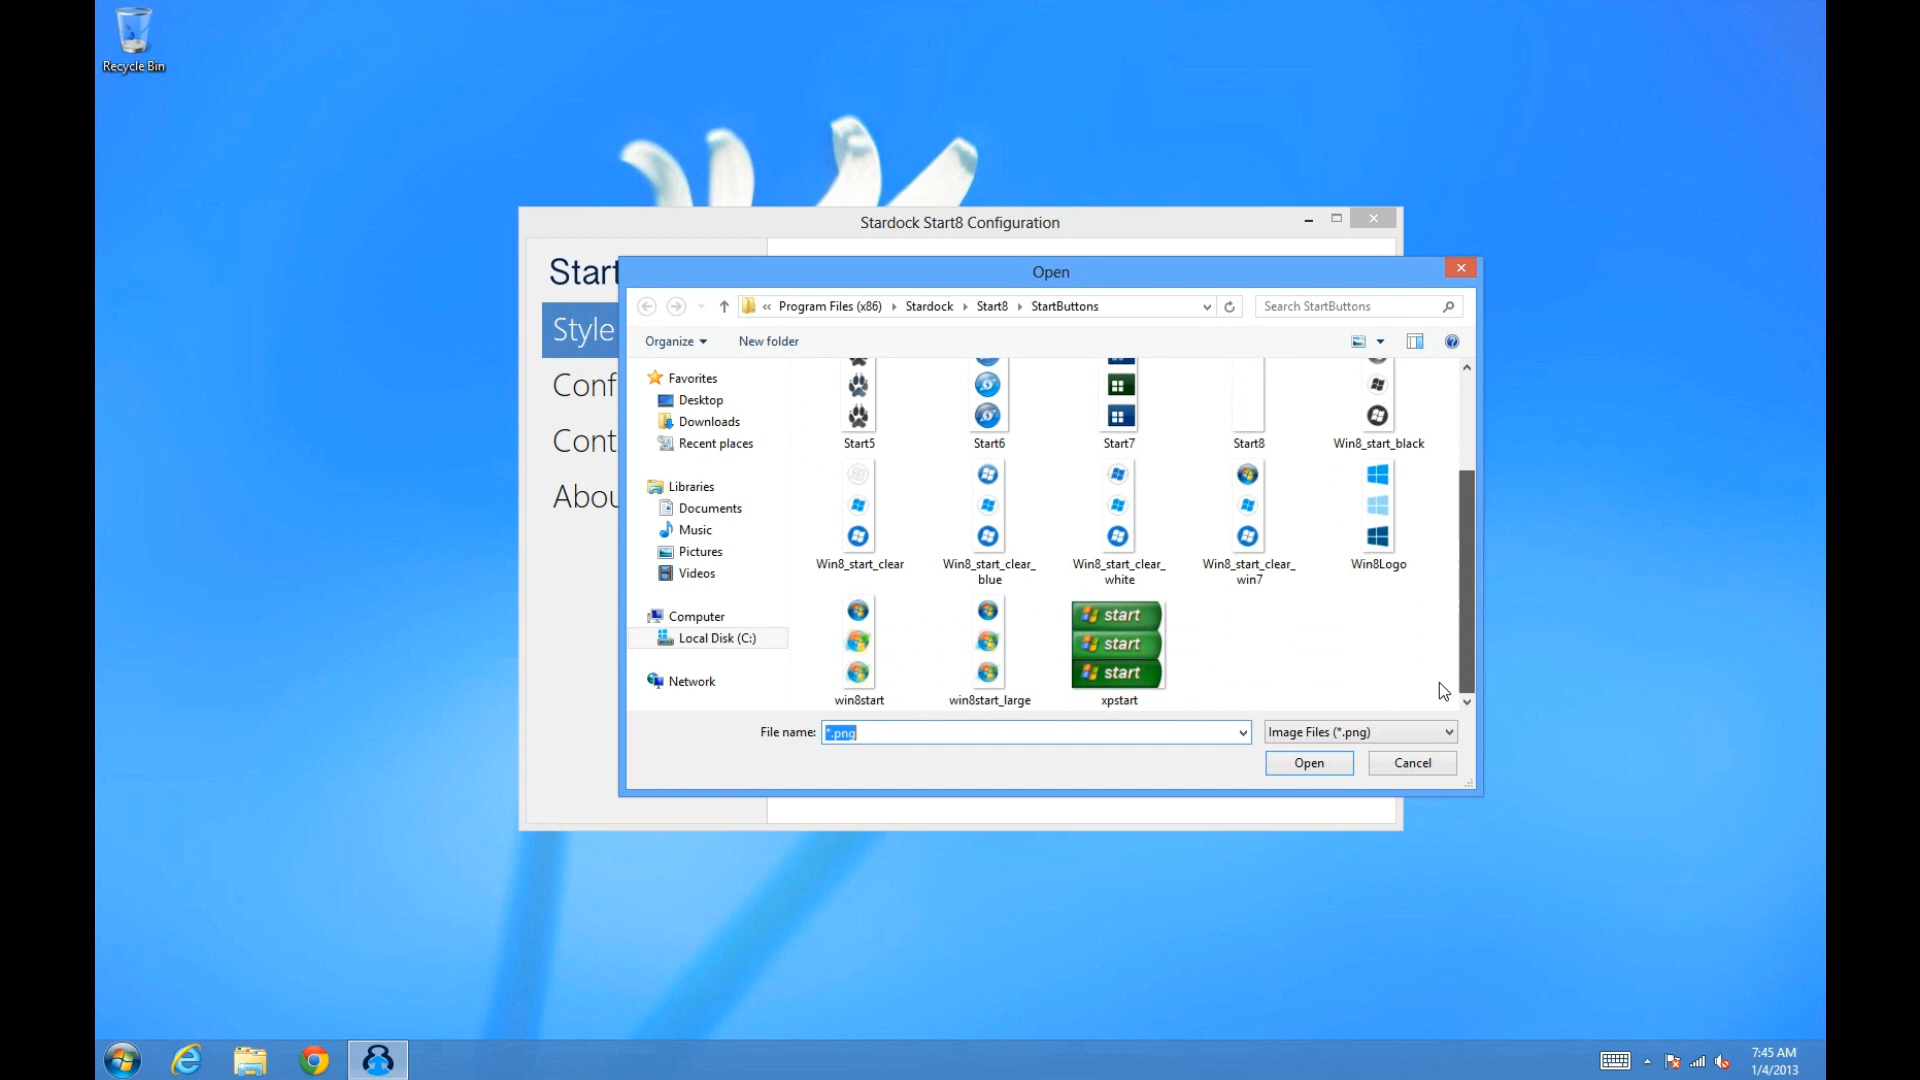 Recycle Bin
Stardock Start8 Configuration
Start
Style
Conf
Cont
Abou
Open
« Program Files (x86) Stardock Start8 StartButtons
Search StartButtons
Organize
New folder
Favorites
Desktop
Downloads
Recent places
Libraries
Documents
Music
Pictures
Videos
Computer
Local Disk (C:)
Network
Start5
Start6
Start7
Start8
Win8_start_black
Win8_start_clear
Win8_start_clear_
blue
Win8_start_clear_
white
Win8_start_clear_
win7
Win8Logo
start
start
start
win8start
win8start_large
xpstart
File name:
*.png
Image Files (*.png)
Open
Cancel
7:45 AM
1/4/2013